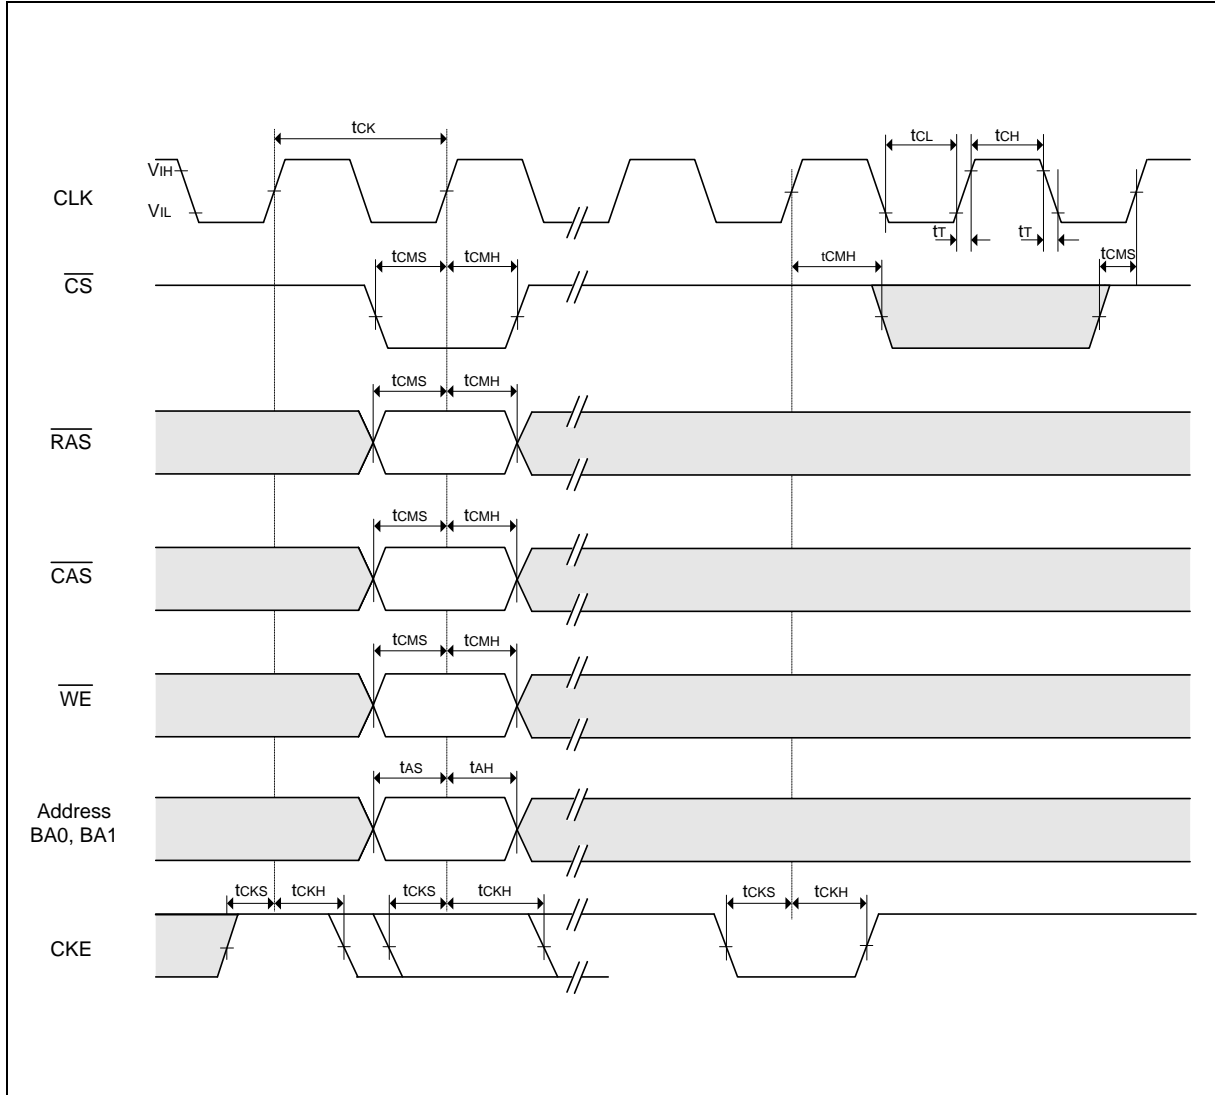 tCK
tCL tCH
VIH
CLK
VIL
tT tT
tCMS tCMH tCMH tCMS
CS
tCMS tCMH
RAS
tCMS tCMH
CAS
tCMS tCMH
WE
tAS tAH
Address
BA0, BA1
tCKS tCKH tCKS tCKH tCKS tCKH
CKE